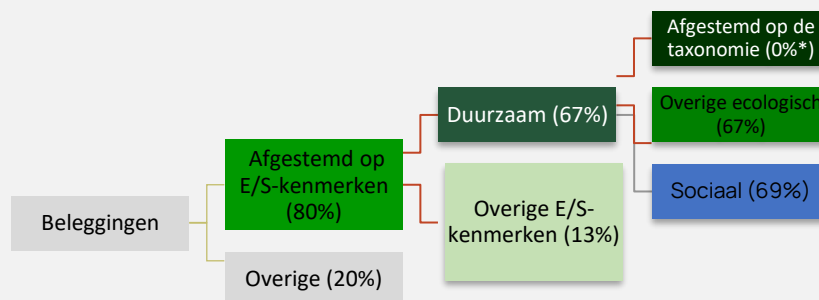 Afgestemd op de
taxonomie (0%*)
Duurzaam (67%)
Overige ecologisch
(67%)
Afgestemd op
E/S-kenmerken
(80%)
Sociaal (69%)
Overige E/S-
kenmerken (13%)
Beleggingen
Overige (20%)